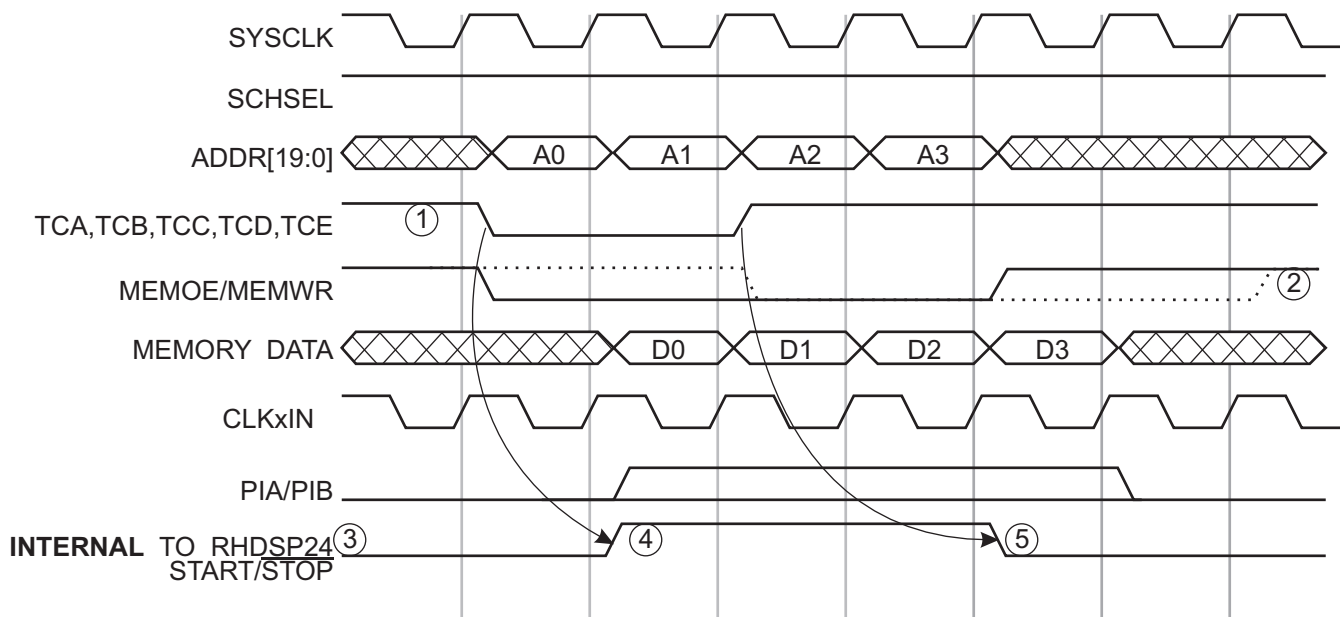 SYSCLK
SCHSEL
ADDR[19:0] A0 A1 A2 A3
TCA,TCB,TCC,TCD,TCE 1
MEMOE/MEMWR 2
MEMORY DATA D0 D1 D2 D3
CLKxIN
PIA/PIB
INTERNAL TO RHDSP24 3 4 5
START/STOP